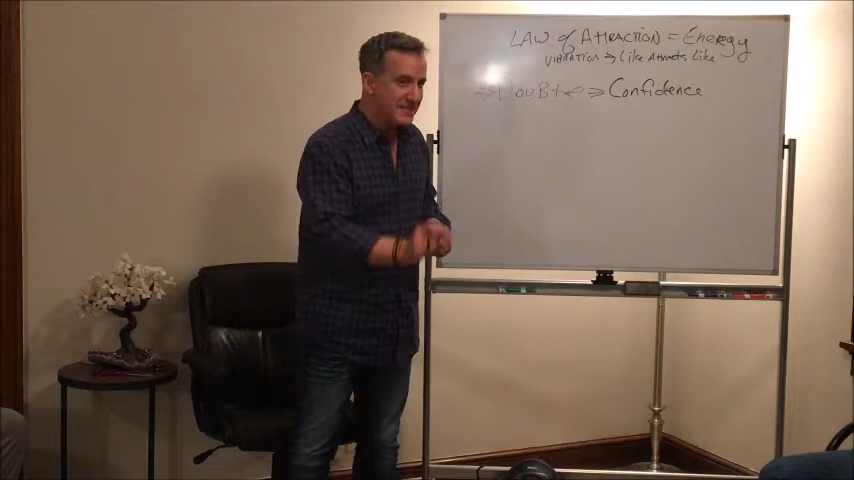 LAW of ATTRACTION = Energy
VIBRATION → Like Attracts Like
→ DouBt ⇐ ⇒ Confidence